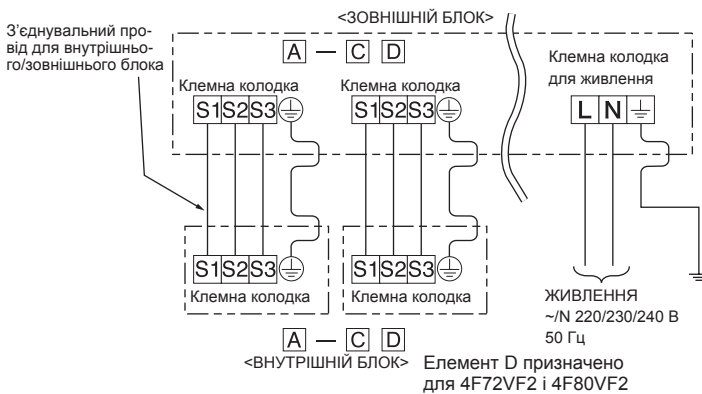 <ЗОВНІШНІЙ БЛОК>
З’єднувальний про-
від для внутрішньо-
го/зовнішнього блока
A — C D
Клемна колодка
для живлення
Клемна колодка
Клемна колодка
S1 S2 S3
S1 S2 S3
L N
S1 S2 S3
S1 S2 S3
Клемна колодка
Клемна колодка
ЖИВЛЕННЯ
~/N 220/230/240 В
50 Гц
A — C D
<ВНУТРІШНІЙ БЛОК>
Елемент D призначено
для 4F72VF2 і 4F80VF2